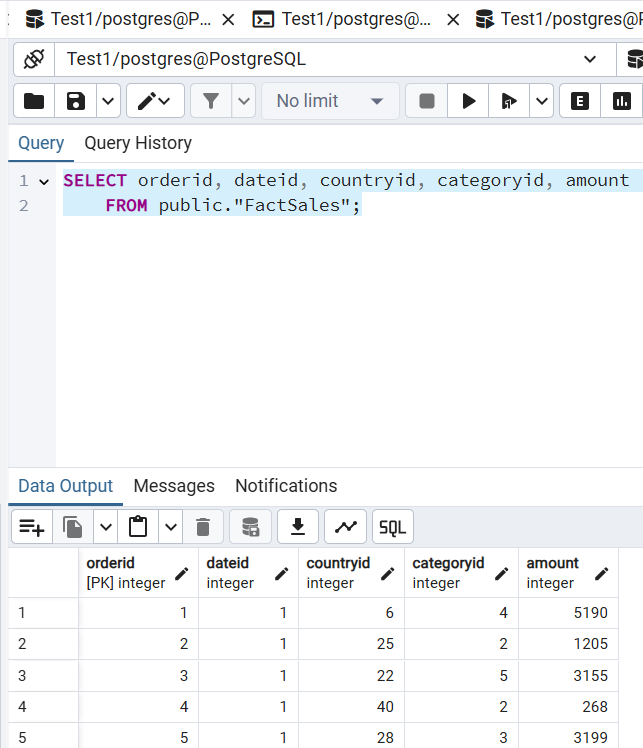 Test1/postgres@P... Test1/postgres@... Test1/postgres@
Test1/postgres@PostgreSQL
No limit E
Query Query History
1 SELECT orderid, dateid, countryid, categoryid, amount
2 FROM public."FactSales";
Data Output Messages Notifications
SQL
orderid dateid countryid categoryid amount
[PK] integer integer integer integer integer
1 1 1 6 4 5190
2 2 1 25 2 1205
3 3 1 22 5 3155
4 4 1 40 2 268
5 5 1 28 3 3199